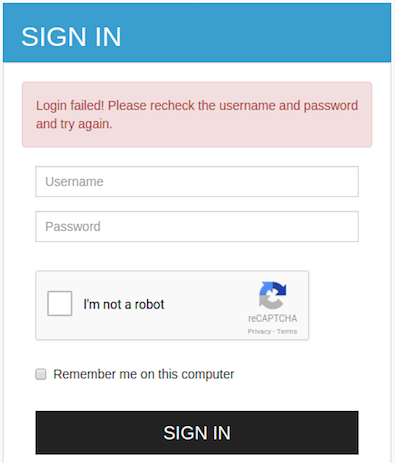 SIGN IN
Login failed! Please recheck the username and password
and try again.
Username
Password
I'm not a robot
reCAPTCHA
Privacy - Terms
Remember me on this computer
SIGN IN